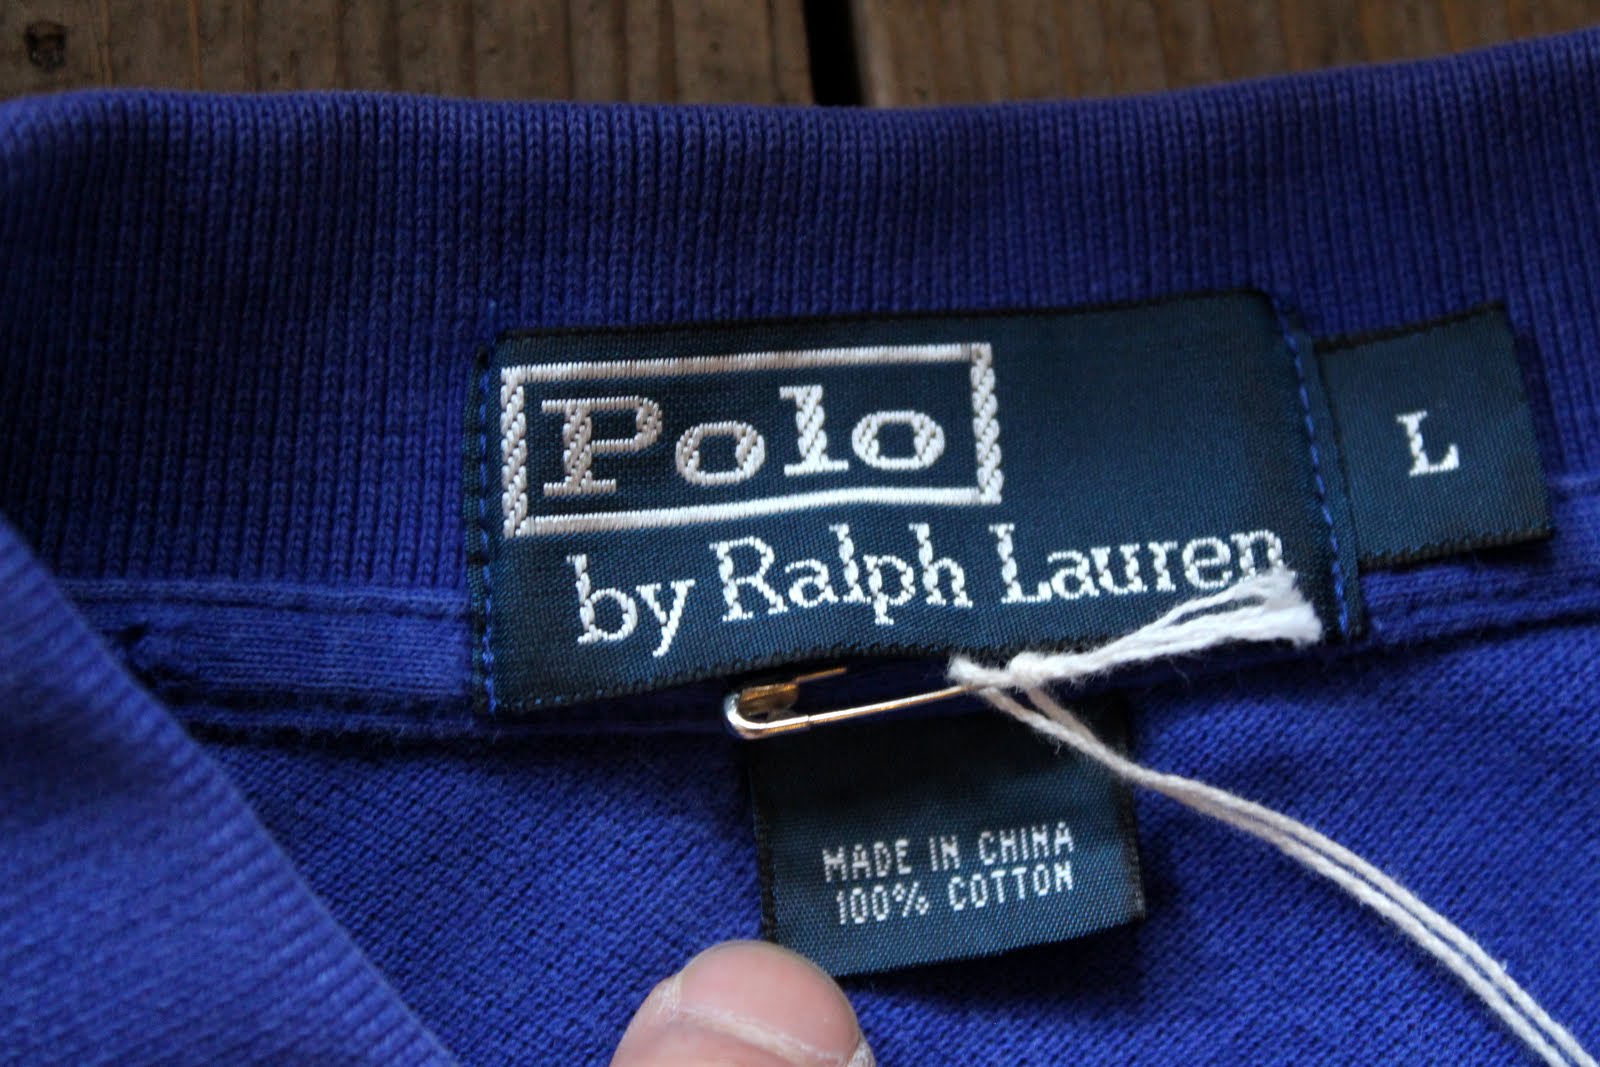 Polo
by Ralph Lauren
L
MADE IN CHINA
100% COTTON